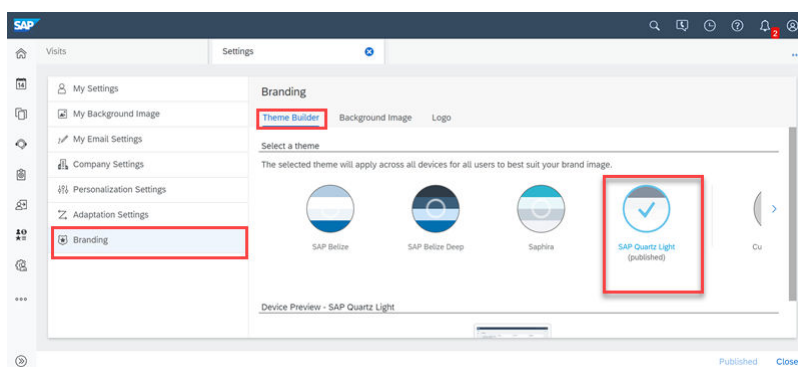 SAP
2
Visits
Settings
14
My Settings
My Background Image
My Email Settings
Company Settings
Personalization Settings
Adaptation Settings
Branding
Branding
Theme Builder Background Image Logo
Select a theme
The selected theme will apply across all devices for all users to best suit your brand image.
SAP Belize
SAP Belize Deep
Saphira
SAP Quartz Light
(published)
Cu
Device Preview - SAP Quartz Light
Published Close